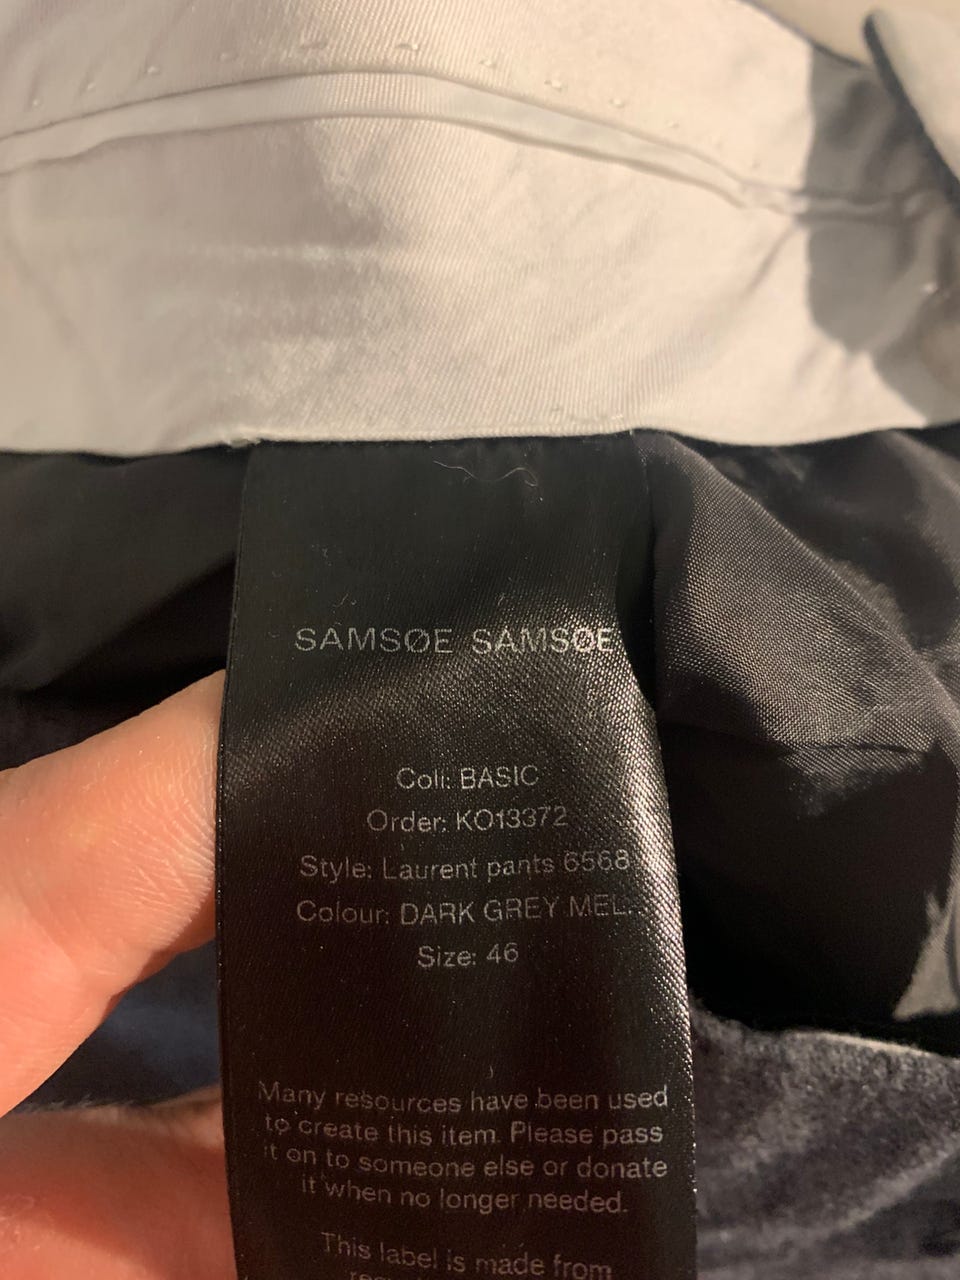 SAMSØE SAMSØE
Coll: BASIC
Order: KO13372
Style: Laurent pants 6568
Colour: DARK GREY MEL.
Size: 46
Many resources have been used
to create this item. Please pass
it on to someone else or donate
it when no longer needed.
This label is made from